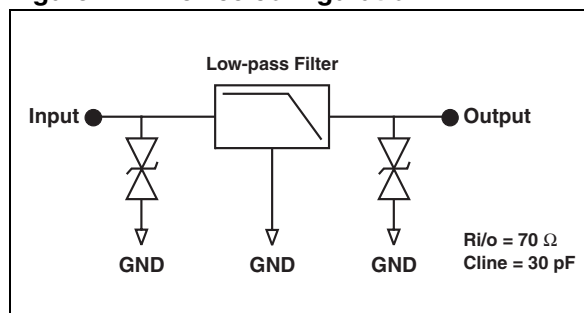 Low-pass Filter
Input
Output
GND
GND
GND
Ri/o = 70 Ω
Cline = 30 pF